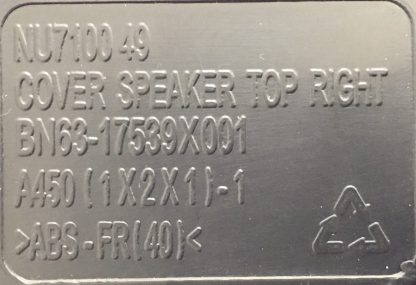 NU7100 49
COVER SPEAKER TOP RIGHT
BN63-17539X001
A450 (1X2X1)-1
>ABS-FR(40)<